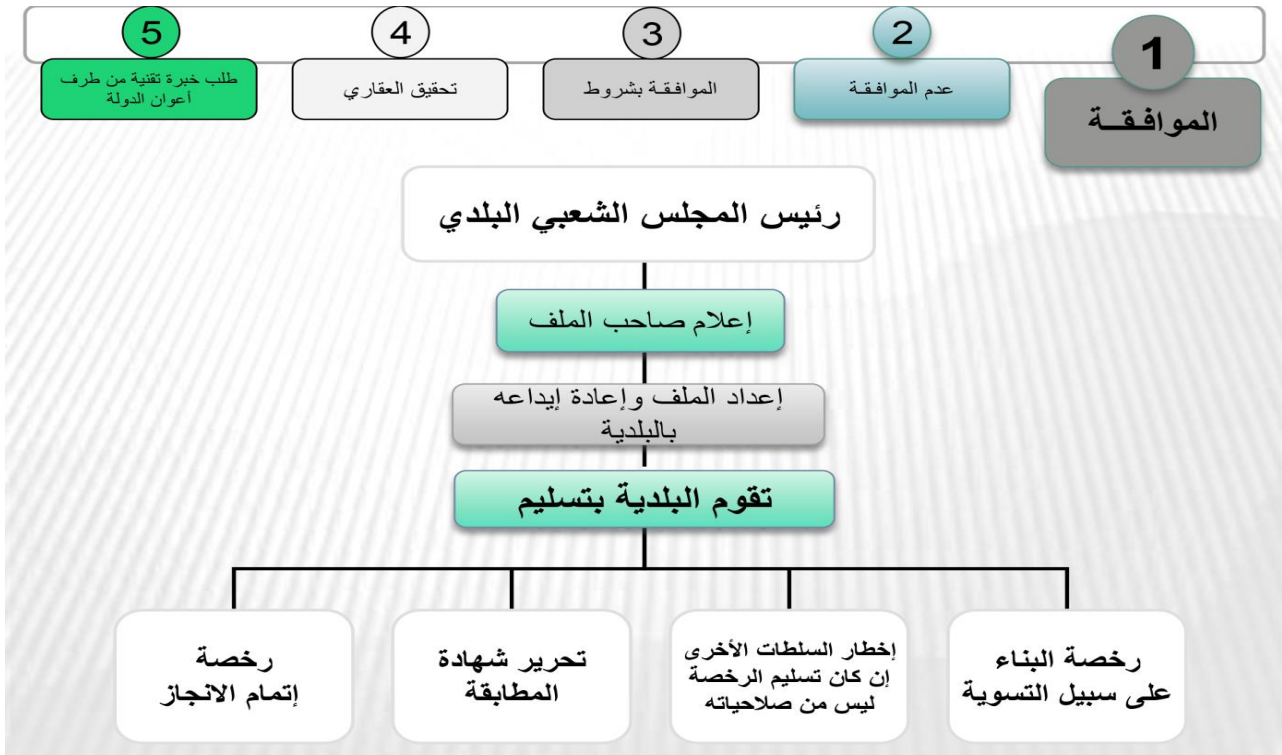 1
الموافقــة
2
عدم الموافقة
3
الموافقة بشروط
4
تحقيق العقاري
5
طلب خبرة تقنية من طرف
أعوان الدولة
رئيس المجلس الشعبي البلدي
إعلام صاحب الملف
إعداد الملف وإعادة إيداعه
بالبلدية
تقوم البلدية بتسليم
رخصة البناء
على سبيل التسوية
إخطار السلطات الأخرى
إن كان تسليم الرخصة
ليس من صلاحياته
تحرير شهادة
المطابقة
رخصة
إتمام الانجاز